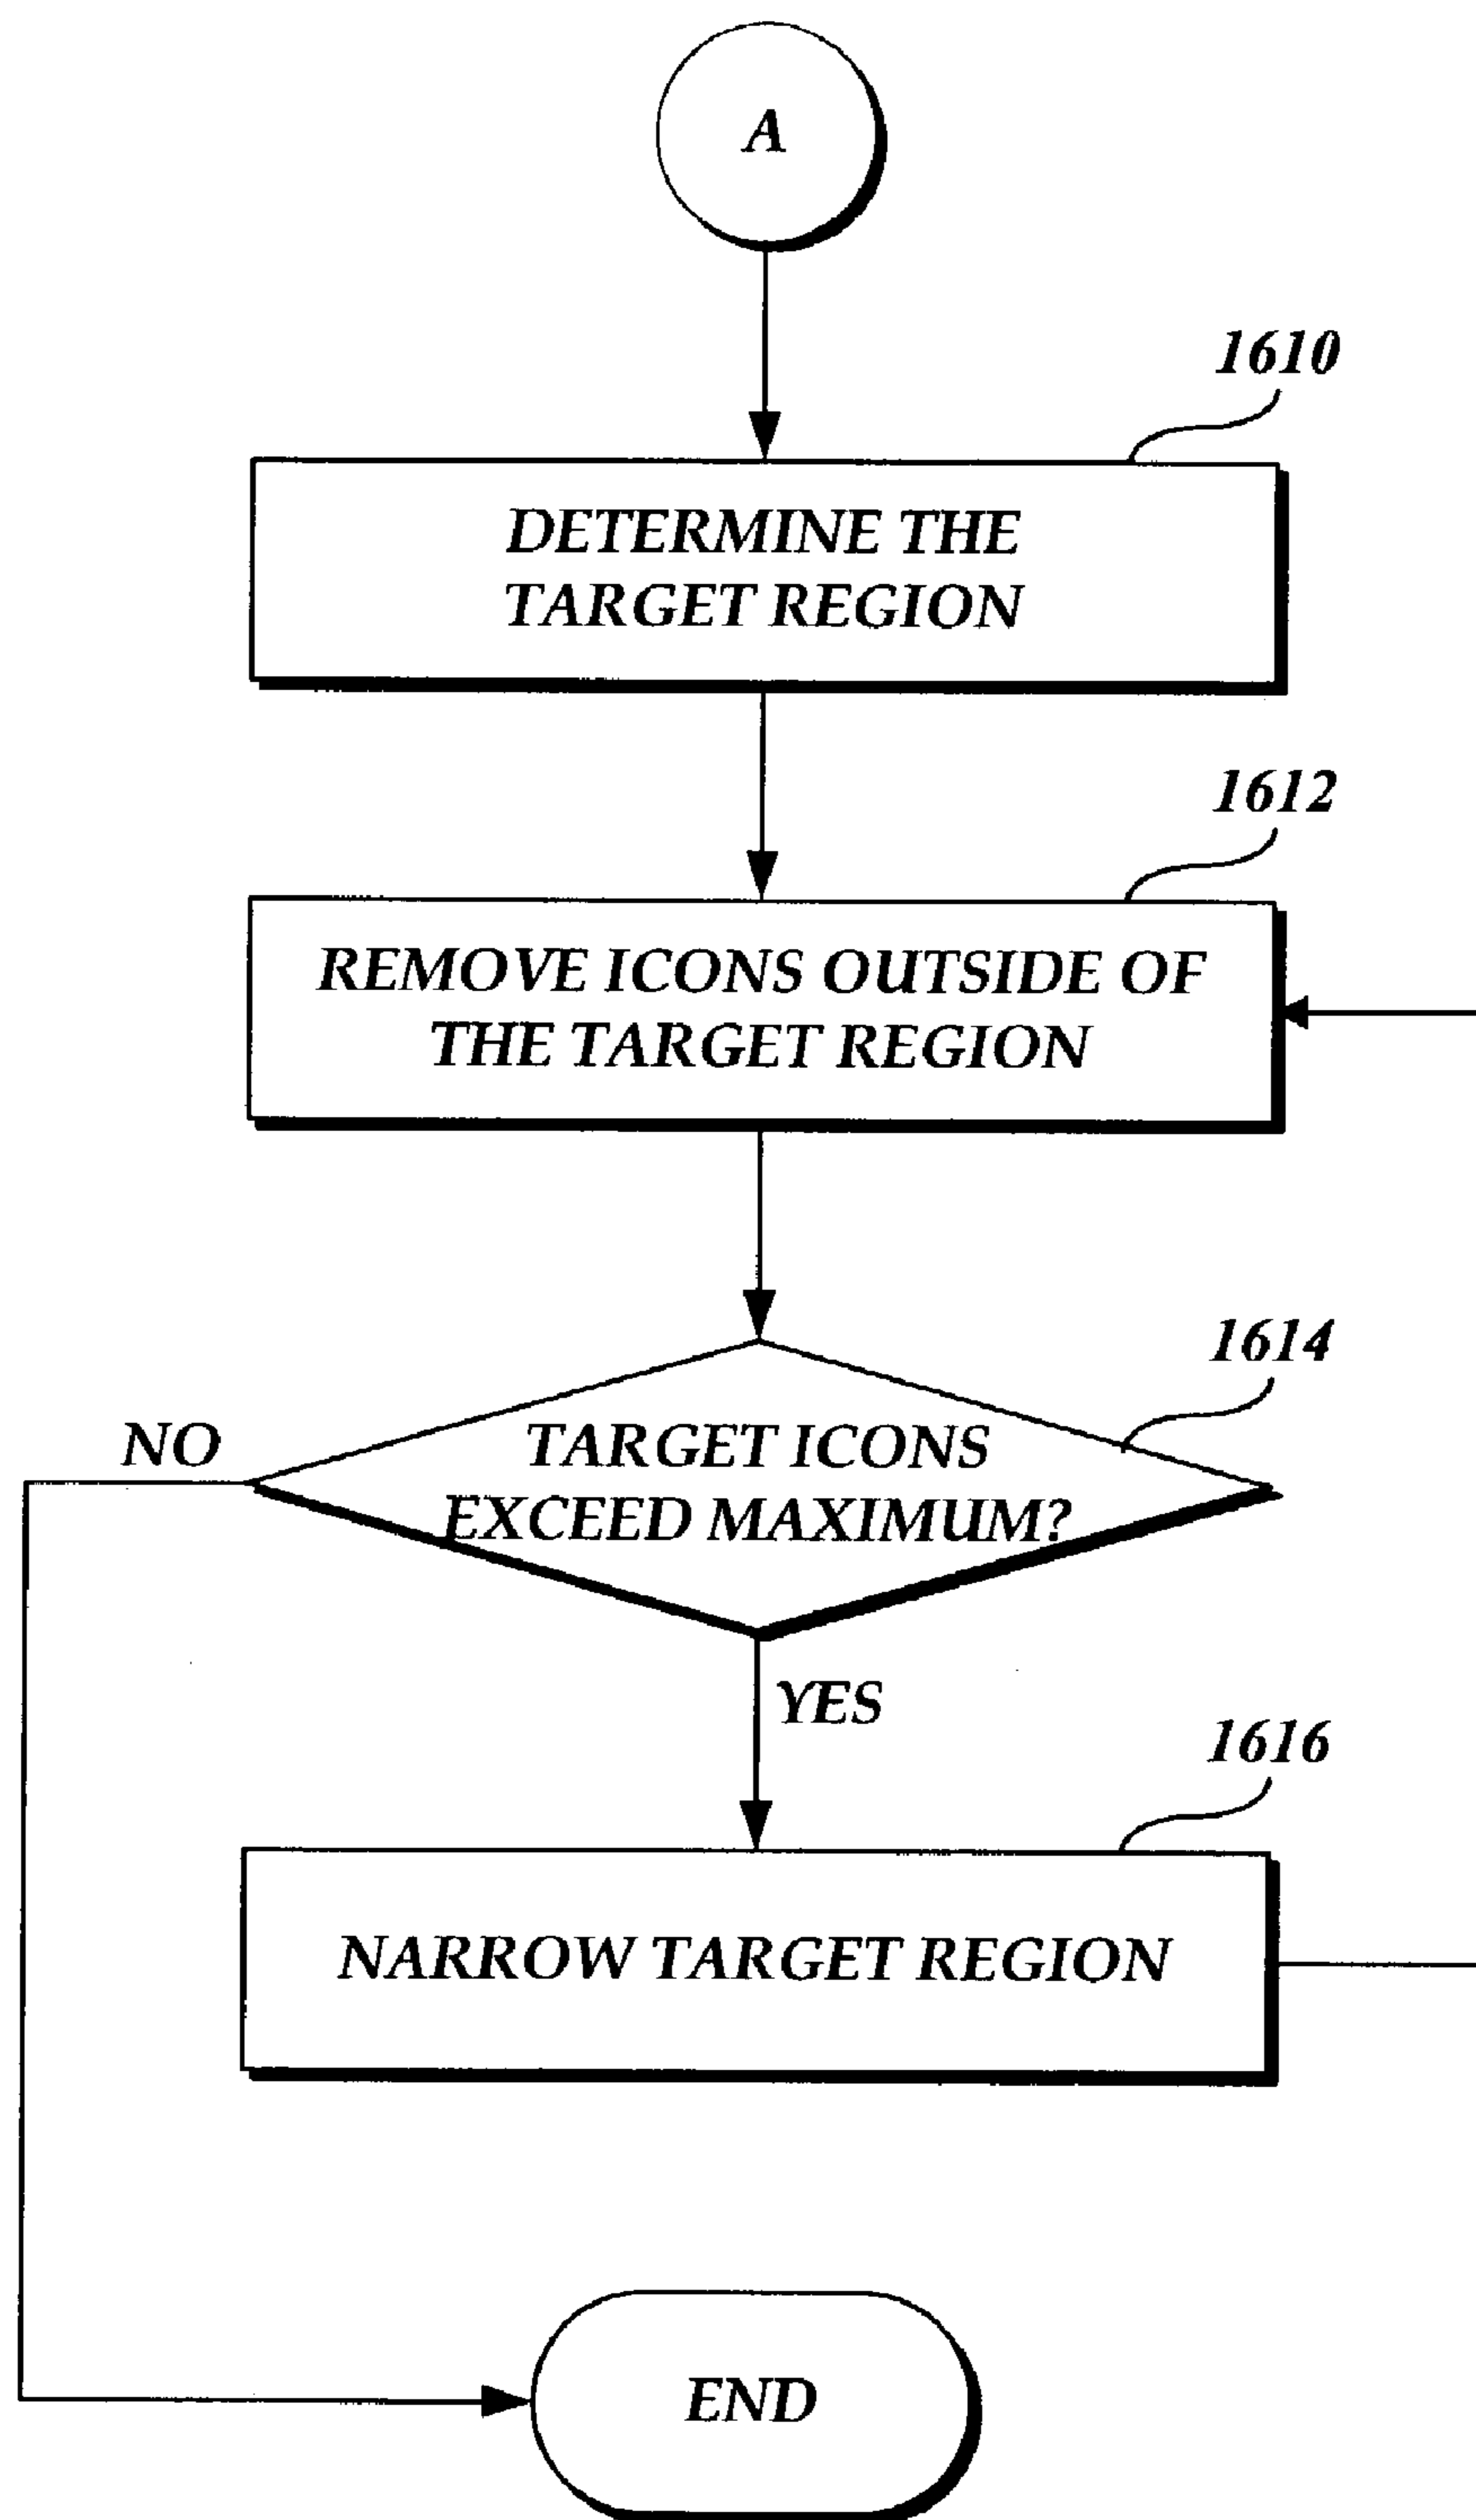 A
1610
DETERMINE THE
TARGET REGION
1612
REMOVE ICONS OUTSIDE OF
THE TARGET REGION
1614
NO
TARGET ICONS
EXCEED MAXIMUM?
YES
1616
NARROW TARGET REGION
END